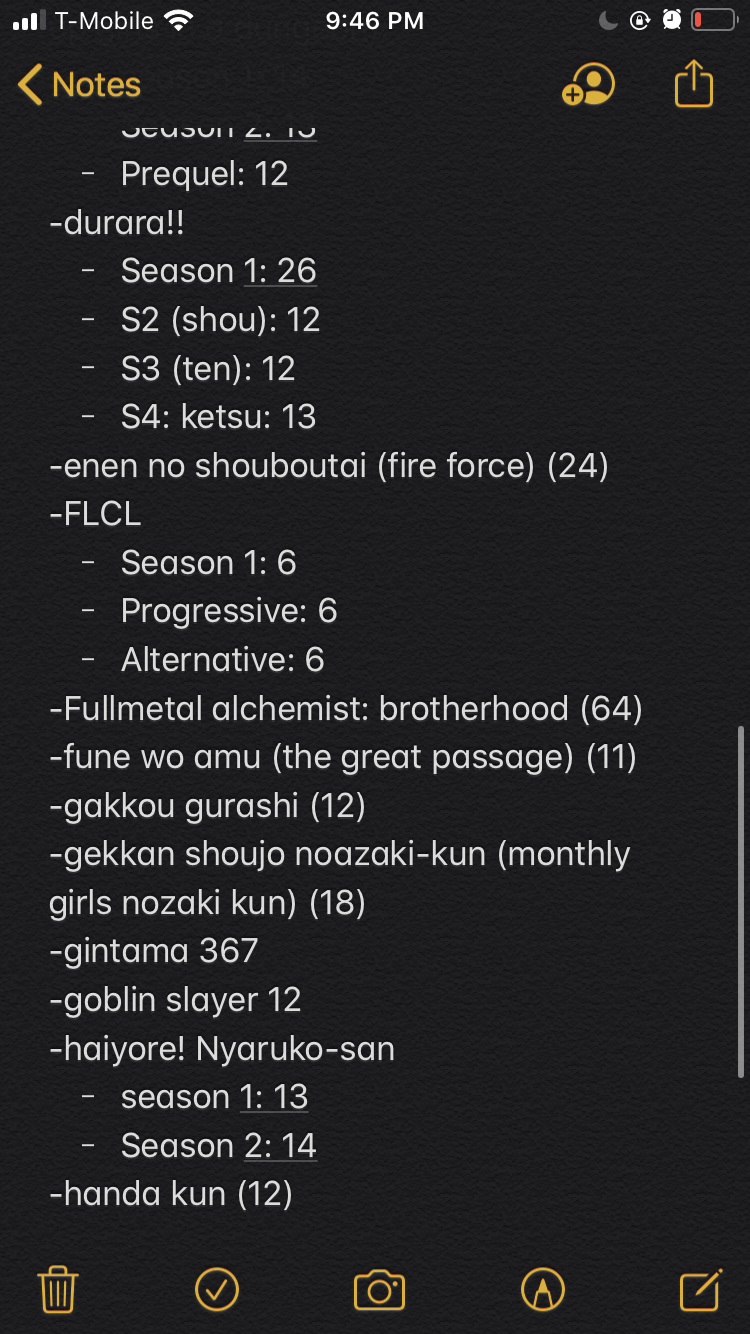 T-Mobile 9:46 PM
Notes
Season 2: 13
- Prequel: 12
-durara!!
- Season 1: 26
- S2 (shou): 12
- S3 (ten): 12
- S4: ketsu: 13
-enen no shouboutai (fire force) (24)
-FLCL
- Season 1: 6
- Progressive: 6
- Alternative: 6
-Fullmetal alchemist: brotherhood (64)
-fune wo amu (the great passage) (11)
-gakkou gurashi (12)
-gekkan shoujo noazaki-kun (monthly
girls nozaki kun) (18)
-gintama 367
-goblin slayer 12
-haiyore! Nyaruko-san
- season 1: 13
- Season 2: 14
-handa kun (12)